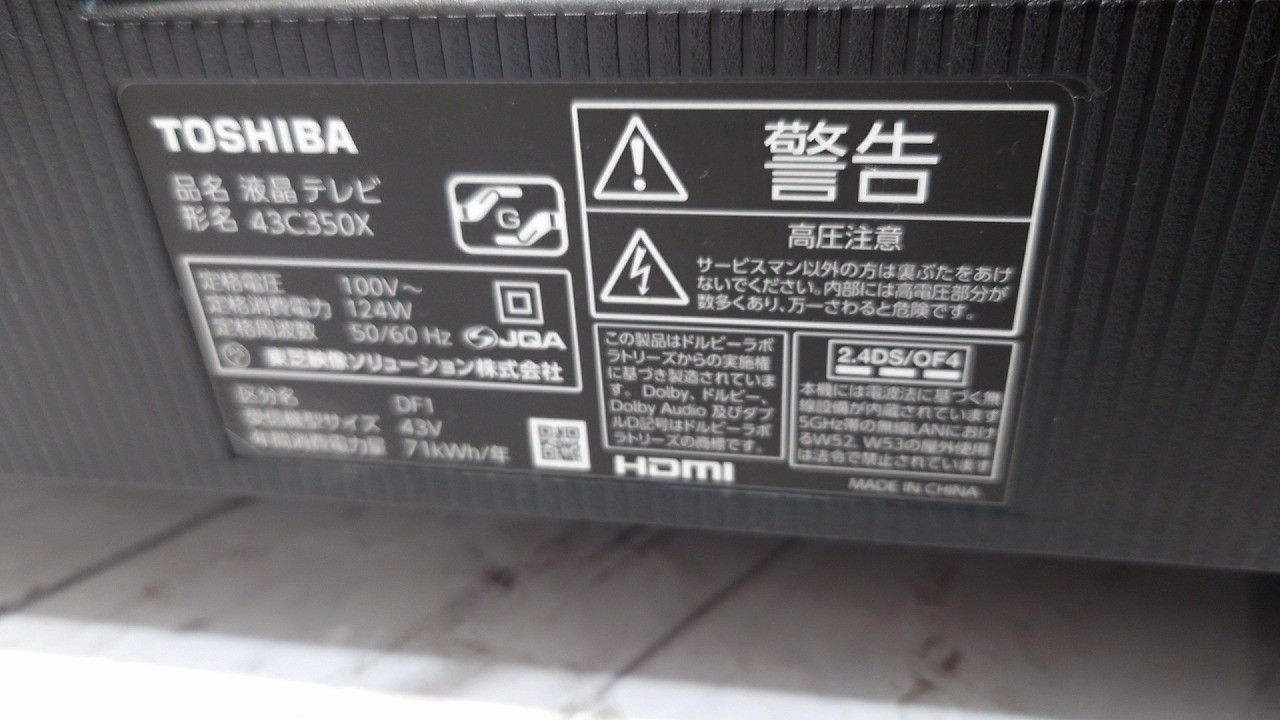 TOSHIBA
品名 液晶テレビ
形名 43C350X
G
定格電圧 100V～
定格消費電力 124W
定格周波数 50/60 Hz
JQA
東芝映像ソリューション株式会社
区分名 DF1
受信機型サイズ 43V
年間消費電力量 71kWh/年
警告
高圧注意
サービスマン以外の方は裏ぶたをあけ
ないでください。内部には高電圧部分が
数多くあり、万一さわると危険です。
この製品はドルビーラボ
ラトリーズからの実施権
に基づき製造されていま
す。Dolby、ドルビー、
Dolby Audio 及びダブ
ルD記号はドルビーラボ
ラトリーズの商標です。
HDMI
2.4DS/OF4
本機には電波法に基づく無
線設備が内蔵されています
5GHz帯の無線LANにおけ
るW52、W53の屋外使用
は法令で禁止されています
MADE IN CHINA